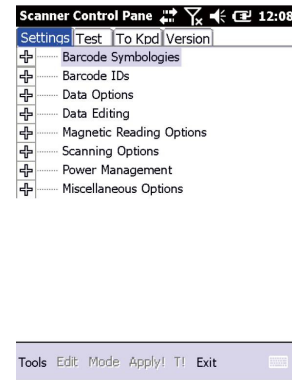 Scanner Control Pane 12:08
Settings Test To Kpd Version
Barcode Symbologies
Barcode IDs
Data Options
Data Editing
Magnetic Reading Options
Scanning Options
Power Management
Miscellaneous Options
Tools Edit Mode Apply! T! Exit